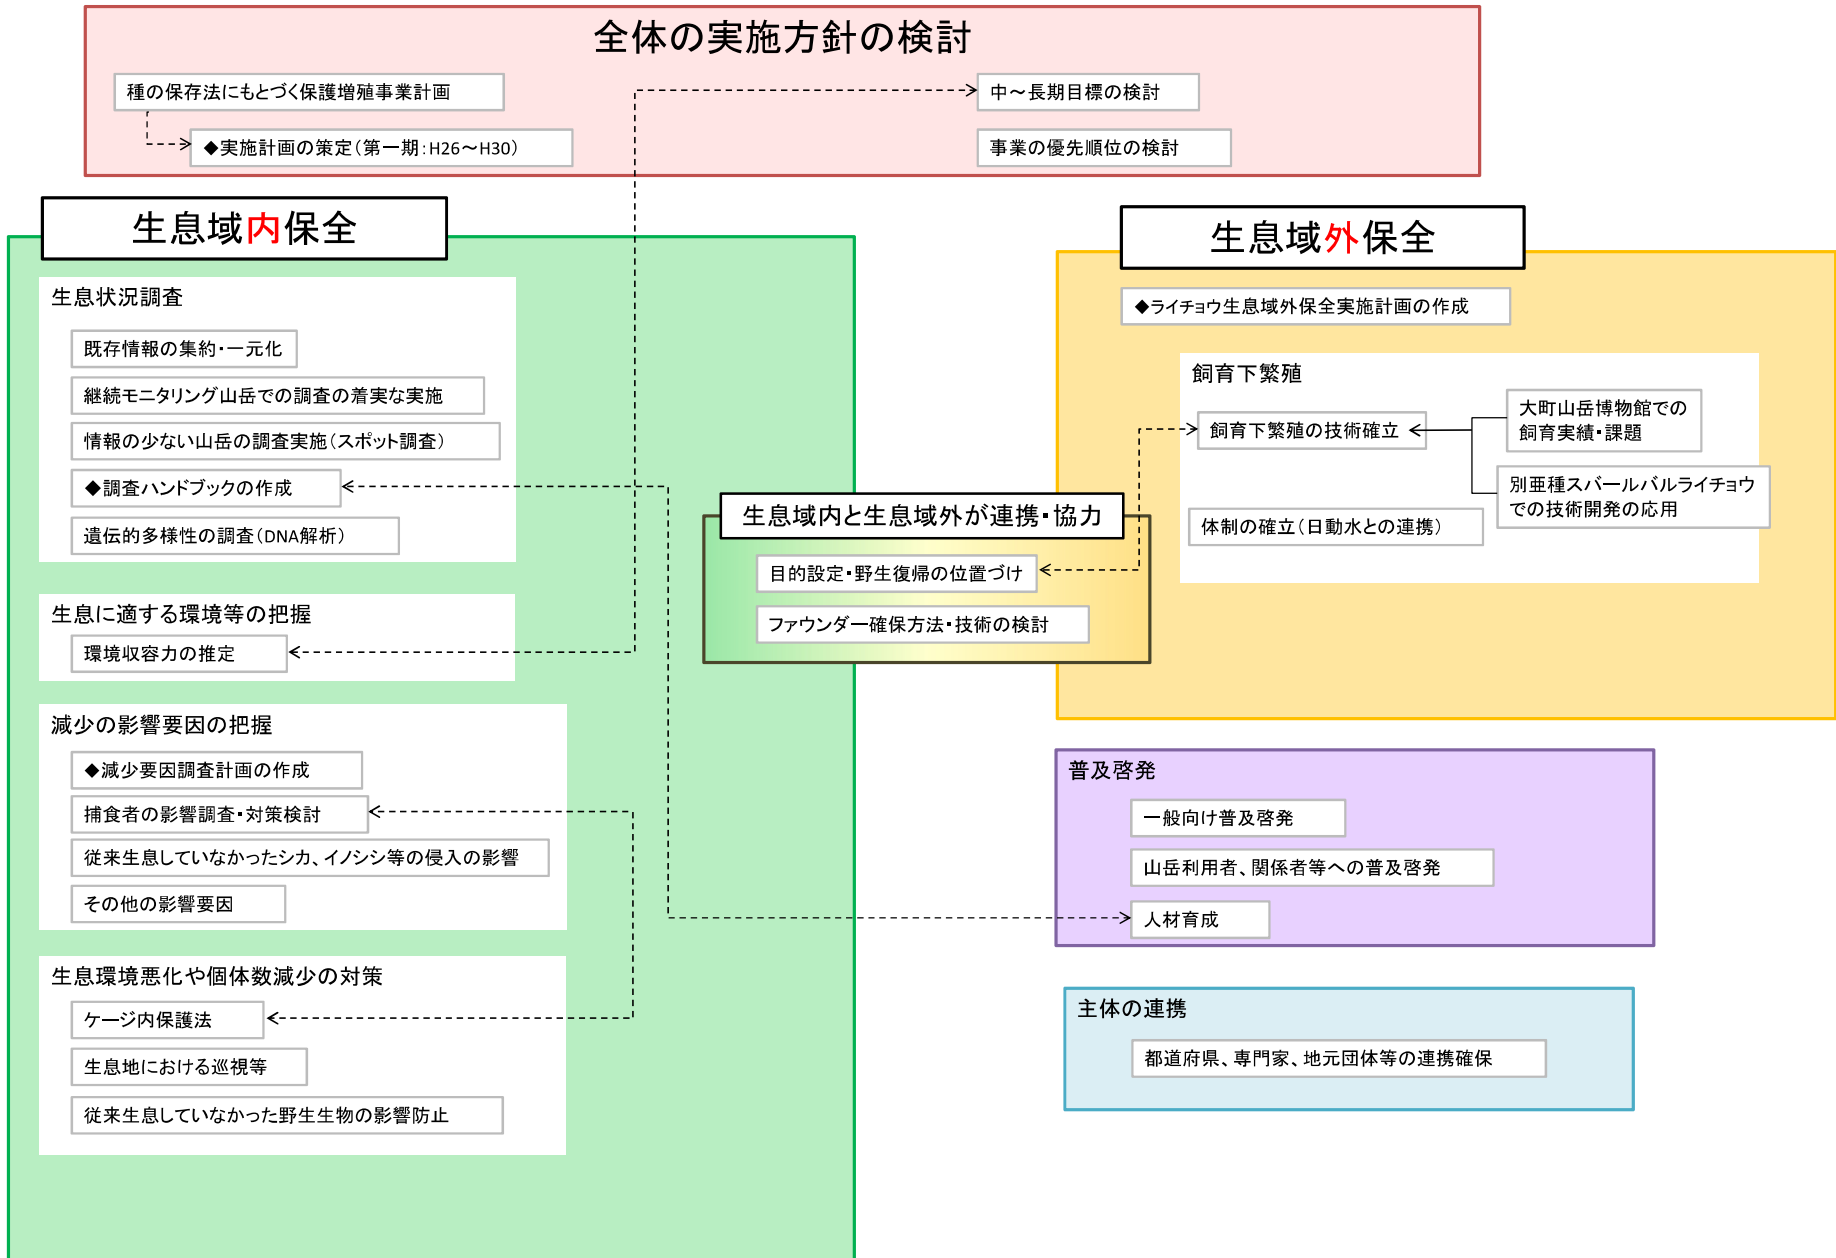 全体の実施方針の検討
種の保存法にもとづく保護増殖事業計画
◆実施計画の策定(第一期:H26～H30)
中～長期目標の検討
事業の優先順位の検討
生息域内保全
生息状況調査
既存情報の集約・一元化
継続モニタリング山岳での調査の着実な実施
情報の少ない山岳の調査実施(スポット調査)
◆調査ハンドブックの作成
遺伝的多様性の調査(DNA解析)
生息に適する環境等の把握
環境収容力の推定
減少の影響要因の把握
◆減少要因調査計画の作成
捕食者の影響調査・対策検討
従来生息していなかったシカ、イノシシ等の侵入の影響
その他の影響要因
生息環境悪化や個体数減少の対策
ケージ内保護法
生息地における巡視等
従来生息していなかった野生生物の影響防止
生息域内と生息域外が連携・協力
目的設定・野生復帰の位置づけ
ファウンダー確保方法・技術の検討
生息域外保全
◆ライチョウ生息域外保全実施計画の作成
飼育下繁殖
飼育下繁殖の技術確立
大町山岳博物館での
飼育実績・課題
別亜種スバールバルライチョウ
での技術開発の応用
体制の確立(日動水との連携)
普及啓発
一般向け普及啓発
山岳利用者、関係者等への普及啓発
人材育成
主体の連携
都道府県、専門家、地元団体等の連携確保